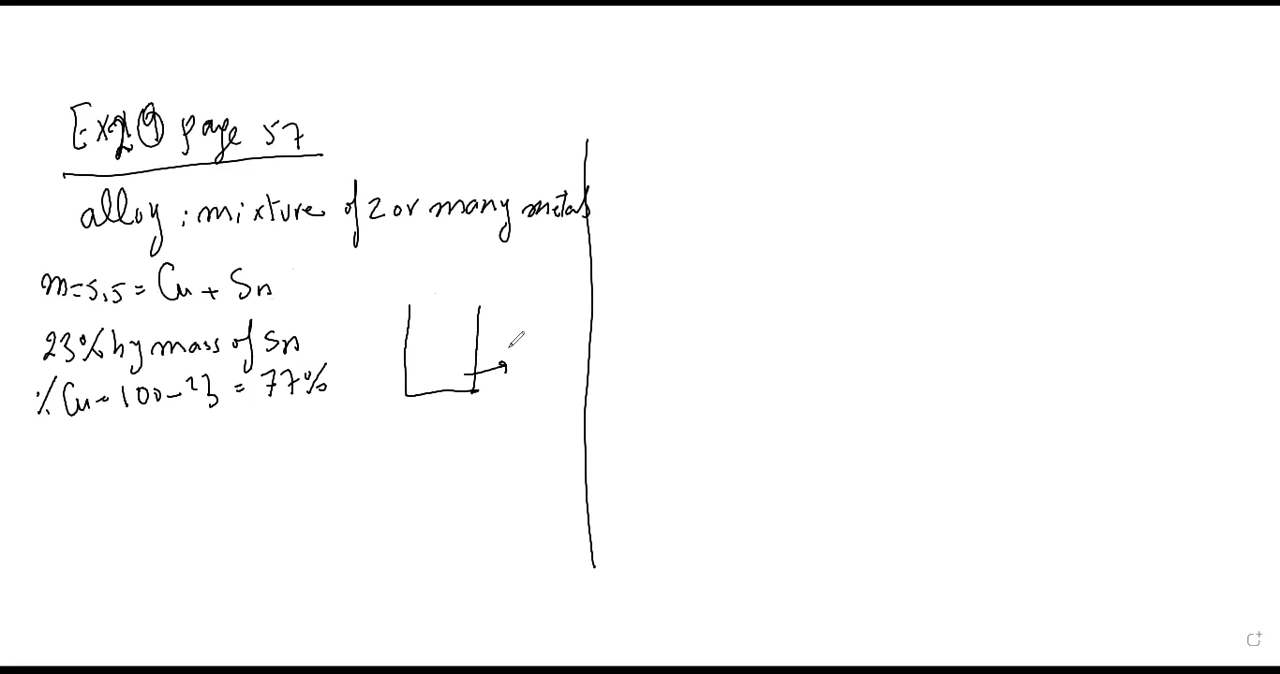 Ex 29 page 57
alloy : mixture of 2 or many metals
m = 5,5 = Cu + Sn
23% by mass of Sn
% Cu = 100 - 23 = 77%